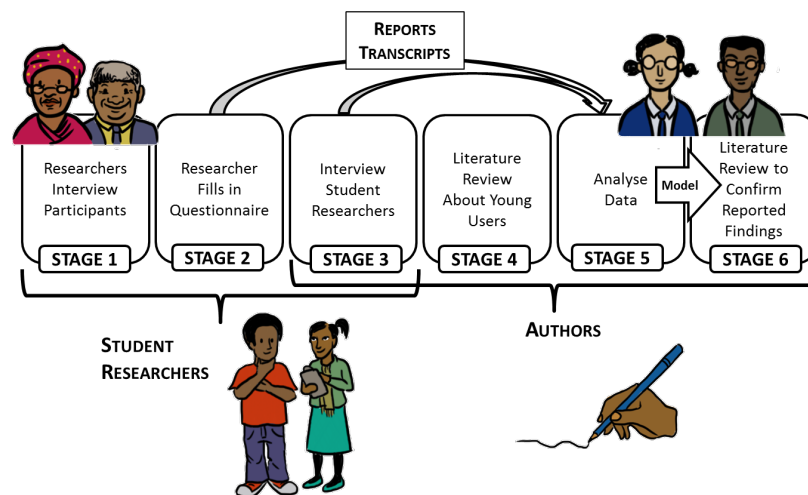 REPORTS
TRANSCRIPTS
Researchers
Interview
Participants
STAGE 1
Researcher
Fills in
Questionnaire
STAGE 2
Interview
Student
Researchers
STAGE 3
Literature
Review
About Young
Users
STAGE 4
Analyse
Data
STAGE 5
Model
Literature
Review to
Confirm
Reported
Findings
STAGE 6
STUDENT
RESEARCHERS
AUTHORS